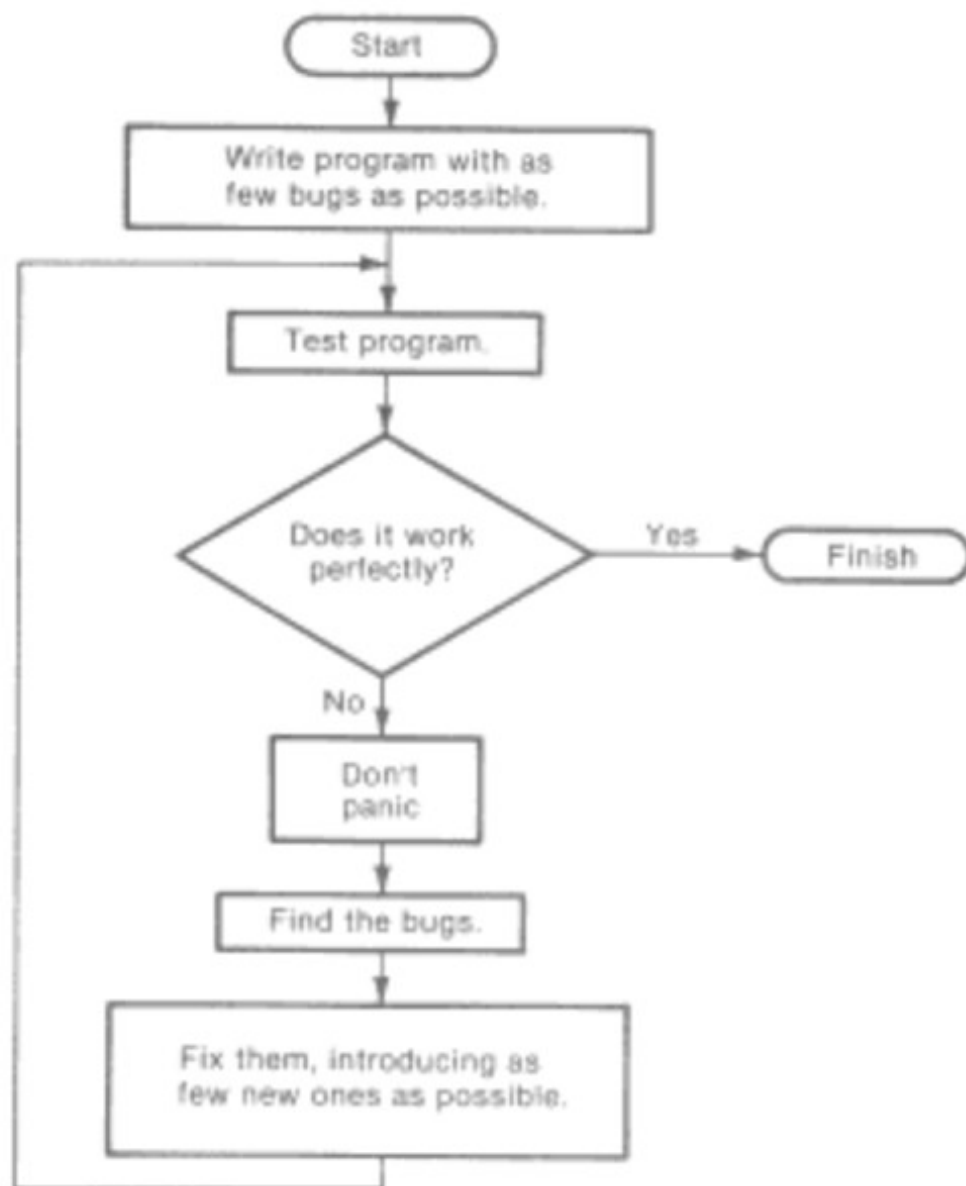 Start
Write program with as
few bugs as possible.
Test program.
Does it work
perfectly?
Yes
Finish
No
Don't
panic
Find the bugs.
Fix them, introducing as
few new ones as possible.